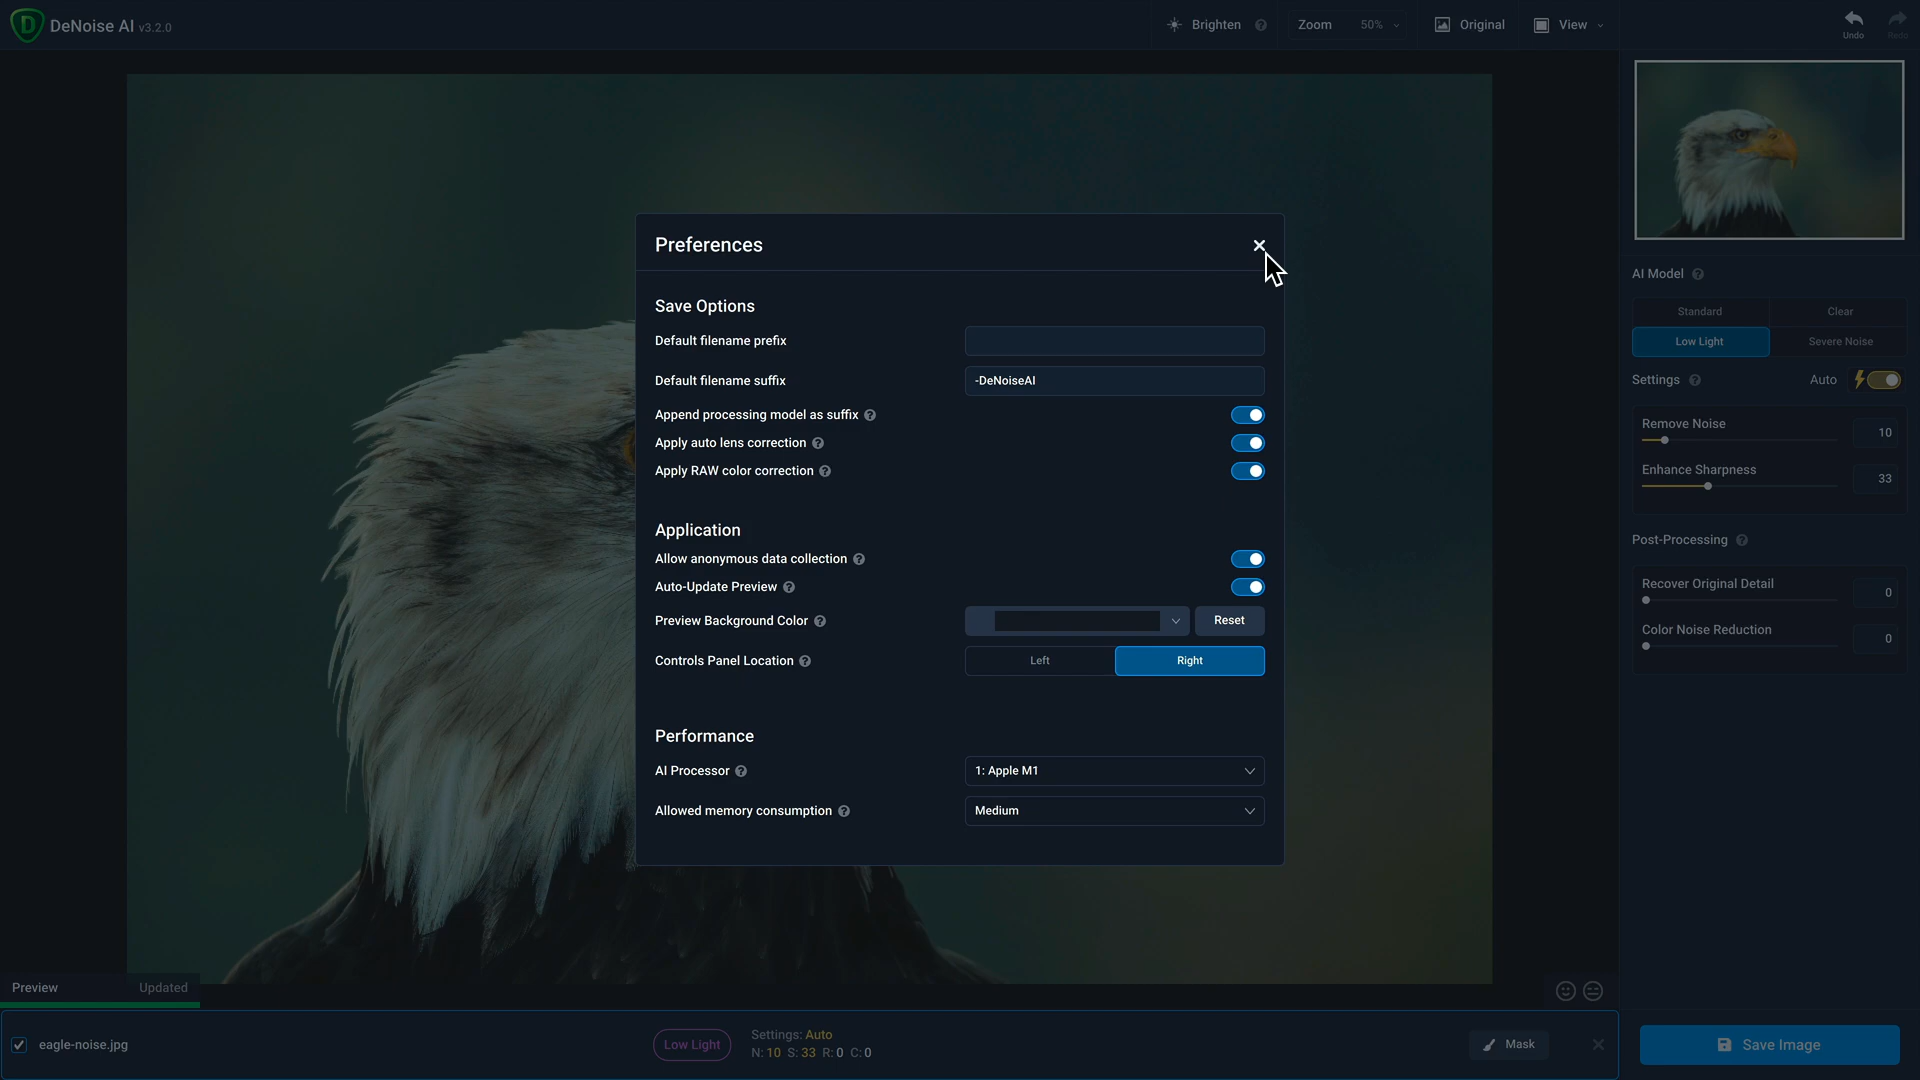 DeNoise AI v3.2.0
Brighten
Zoom 50%
Original
View
Undo
Redo
Preferences
Save Options
Default filename prefix
Default filename suffix -DeNoiseAI
Append processing model as suffix ?
Apply auto lens correction ?
Apply RAW color correction ?
Application
Allow anonymous data collection ?
Auto-Update Preview ?
Preview Background Color ? Reset
Controls Panel Location ? Left Right
Performance
AI Processor ? 1: Apple M1
Allowed memory consumption ? Medium
AI Model ?
Standard Clear
Low Light Severe Noise
Settings ? Auto
Remove Noise 10
Enhance Sharpness 33
Post-Processing ?
Recover Original Detail 0
Color Noise Reduction 0
Preview Updated
eagle-noise.jpg
Low Light
Settings: Auto
N: 10 S: 33 R: 0 C: 0
Mask
Save Image